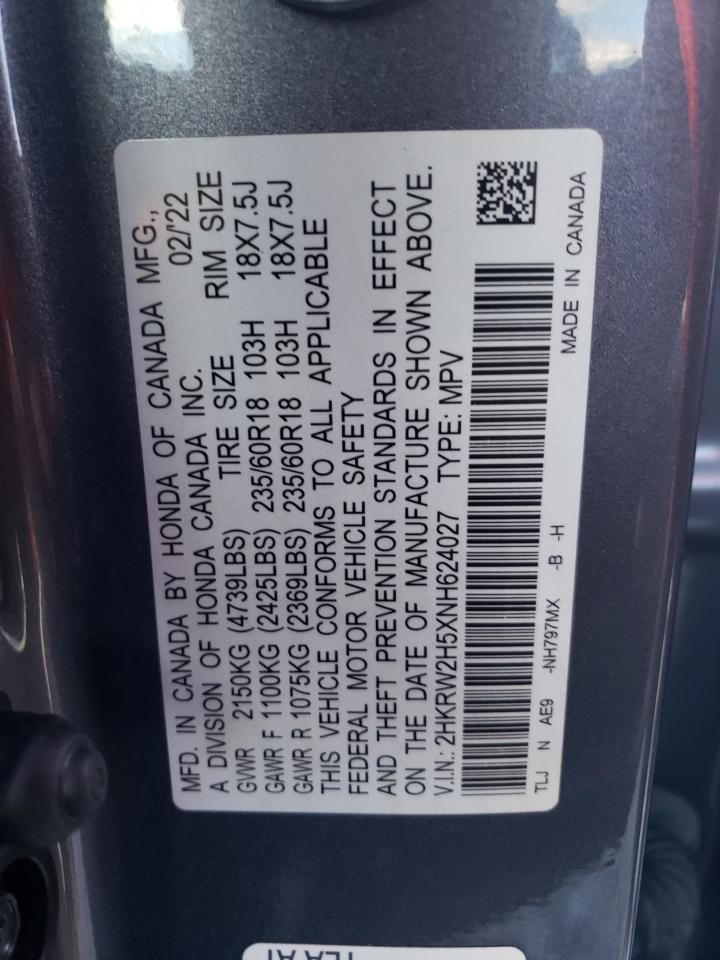 MFD. IN CANADA BY HONDA OF CANADA MFG.,
A DIVISION OF HONDA CANADA INC. 02/'22
GVWR 2150KG (4739LBS) TIRE SIZE RIM SIZE
GAWR F 1100KG (2425LBS) 235/60R18 103H 18X7.5J
GAWR R 1075KG (2369LBS) 235/60R18 103H 18X7.5J
THIS VEHICLE CONFORMS TO ALL APPLICABLE
FEDERAL MOTOR VEHICLE SAFETY
AND THEFT PREVENTION STANDARDS IN EFFECT
ON THE DATE OF MANUFACTURE SHOWN ABOVE.
V.I.N.: 2HKRW2H5XNH624027 TYPE: MPV
TLJ N AE9 -NH797MX -B -H
MADE IN CANADA